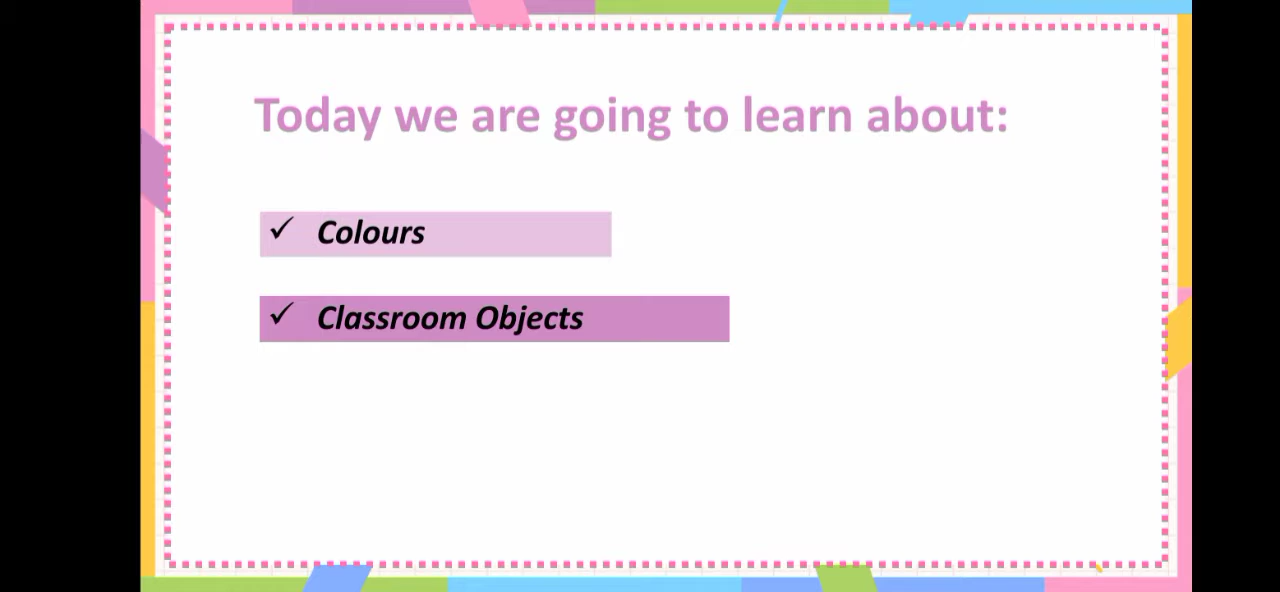 Today we are going to learn about:
✓ Colours
✓ Classroom Objects